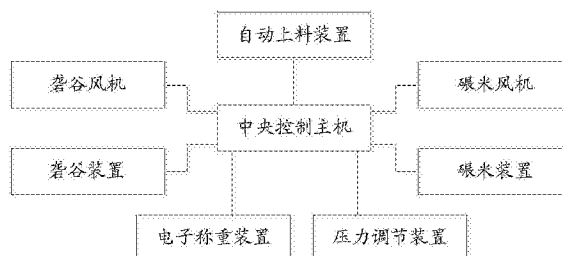 自动上料装置
砻谷风机
碾米风机
中央控制主机
砻谷装置
碾米装置
电子称重装置
压力调节装置